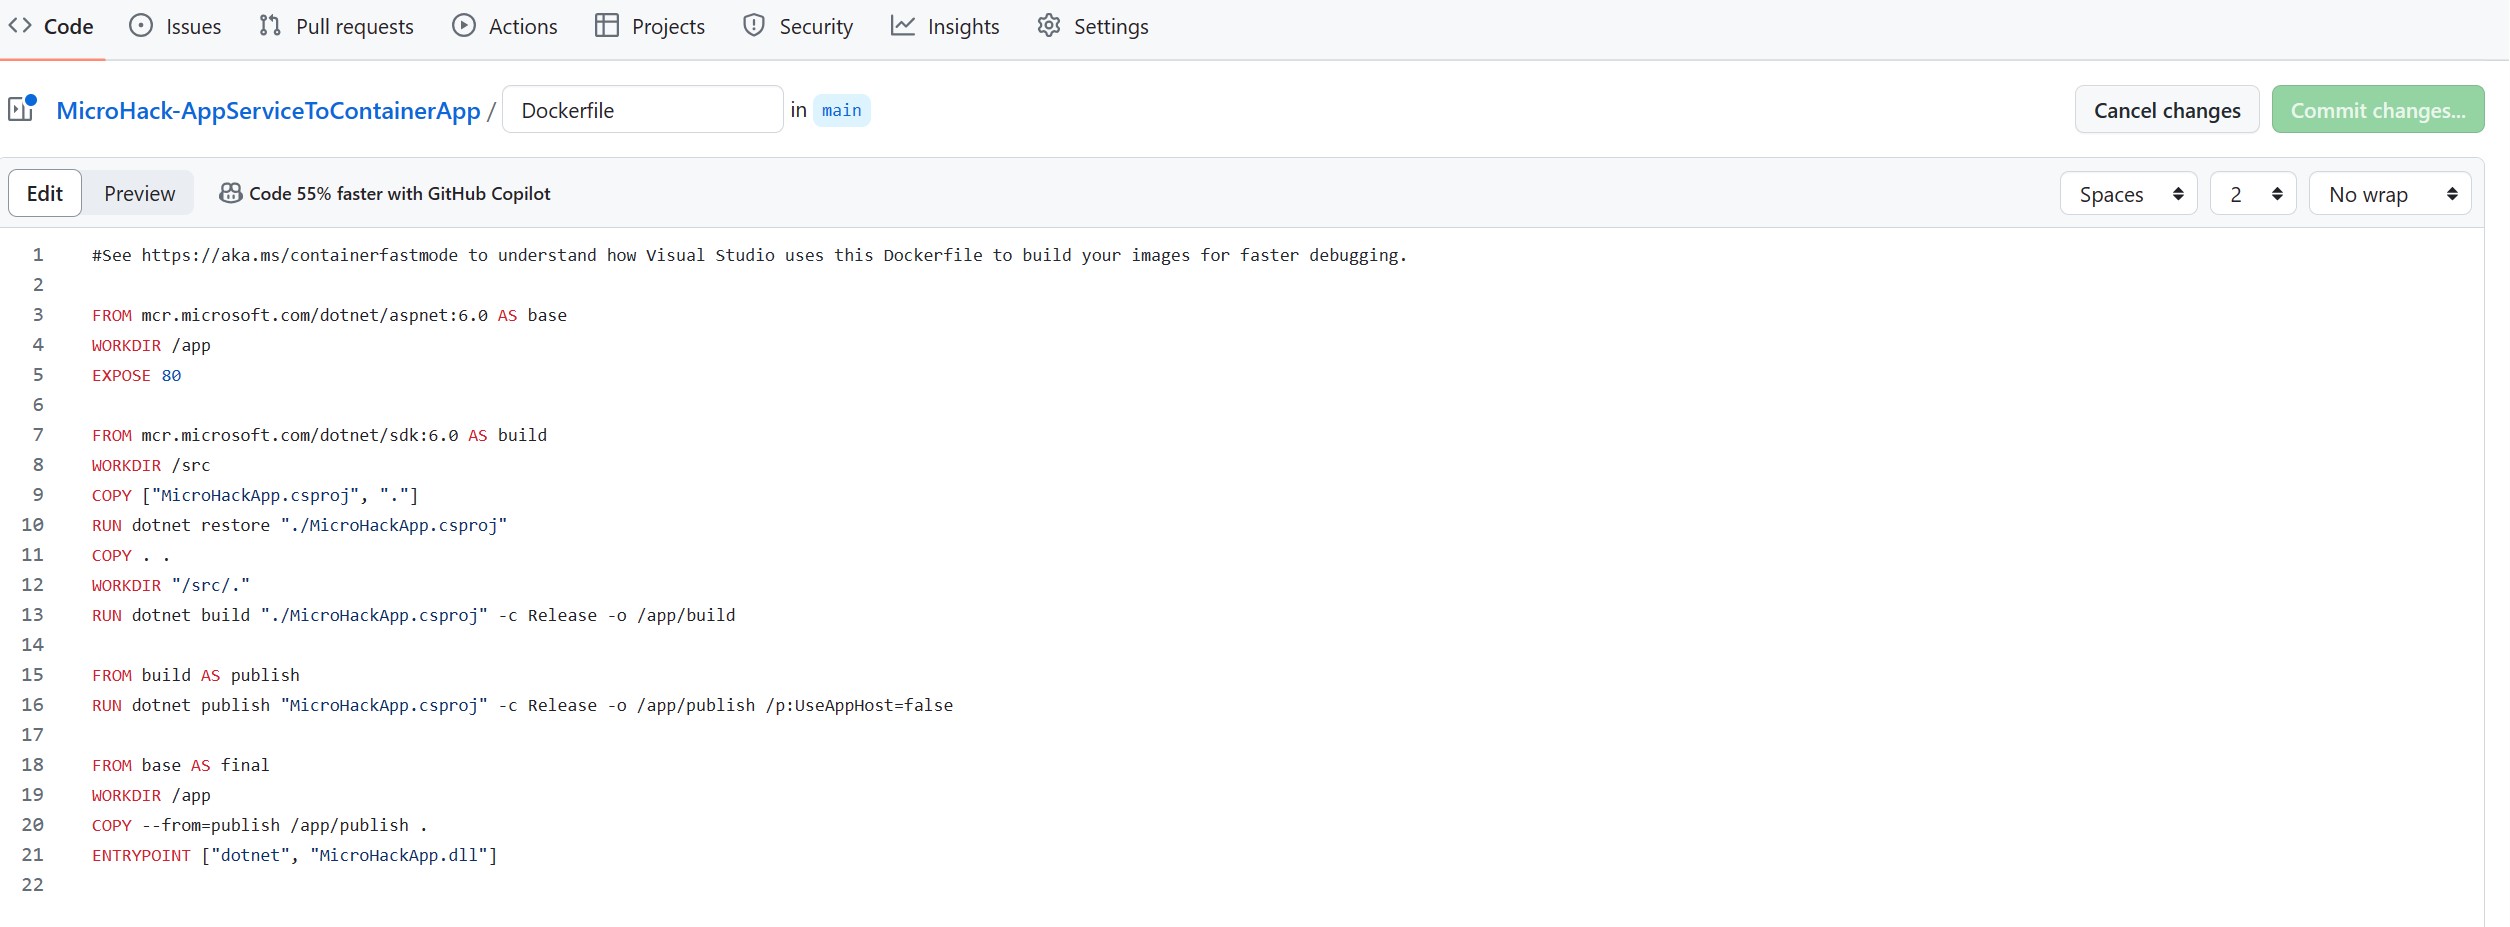 Code Issues Pull requests Actions Projects Security Insights Settings
MicroHack-AppServiceToContainerApp / Dockerfile in main Cancel changes Commit changes...
Edit Preview Code 55% faster with GitHub Copilot Spaces 2 No wrap
1 #See https://aka.ms/containerfastmode to understand how Visual Studio uses this Dockerfile to build your images for faster debugging.
2
3 FROM mcr.microsoft.com/dotnet/aspnet:6.0 AS base
4 WORKDIR /app
5 EXPOSE 80
6
7 FROM mcr.microsoft.com/dotnet/sdk:6.0 AS build
8 WORKDIR /src
9 COPY ["MicroHackApp.csproj", "."]
10 RUN dotnet restore "./MicroHackApp.csproj"
11 COPY . .
12 WORKDIR "/src/."
13 RUN dotnet build "./MicroHackApp.csproj" -c Release -o /app/build
14
15 FROM build AS publish
16 RUN dotnet publish "MicroHackApp.csproj" -c Release -o /app/publish /p:UseAppHost=false
17
18 FROM base AS final
19 WORKDIR /app
20 COPY --from=publish /app/publish .
21 ENTRYPOINT ["dotnet", "MicroHackApp.dll"]
22